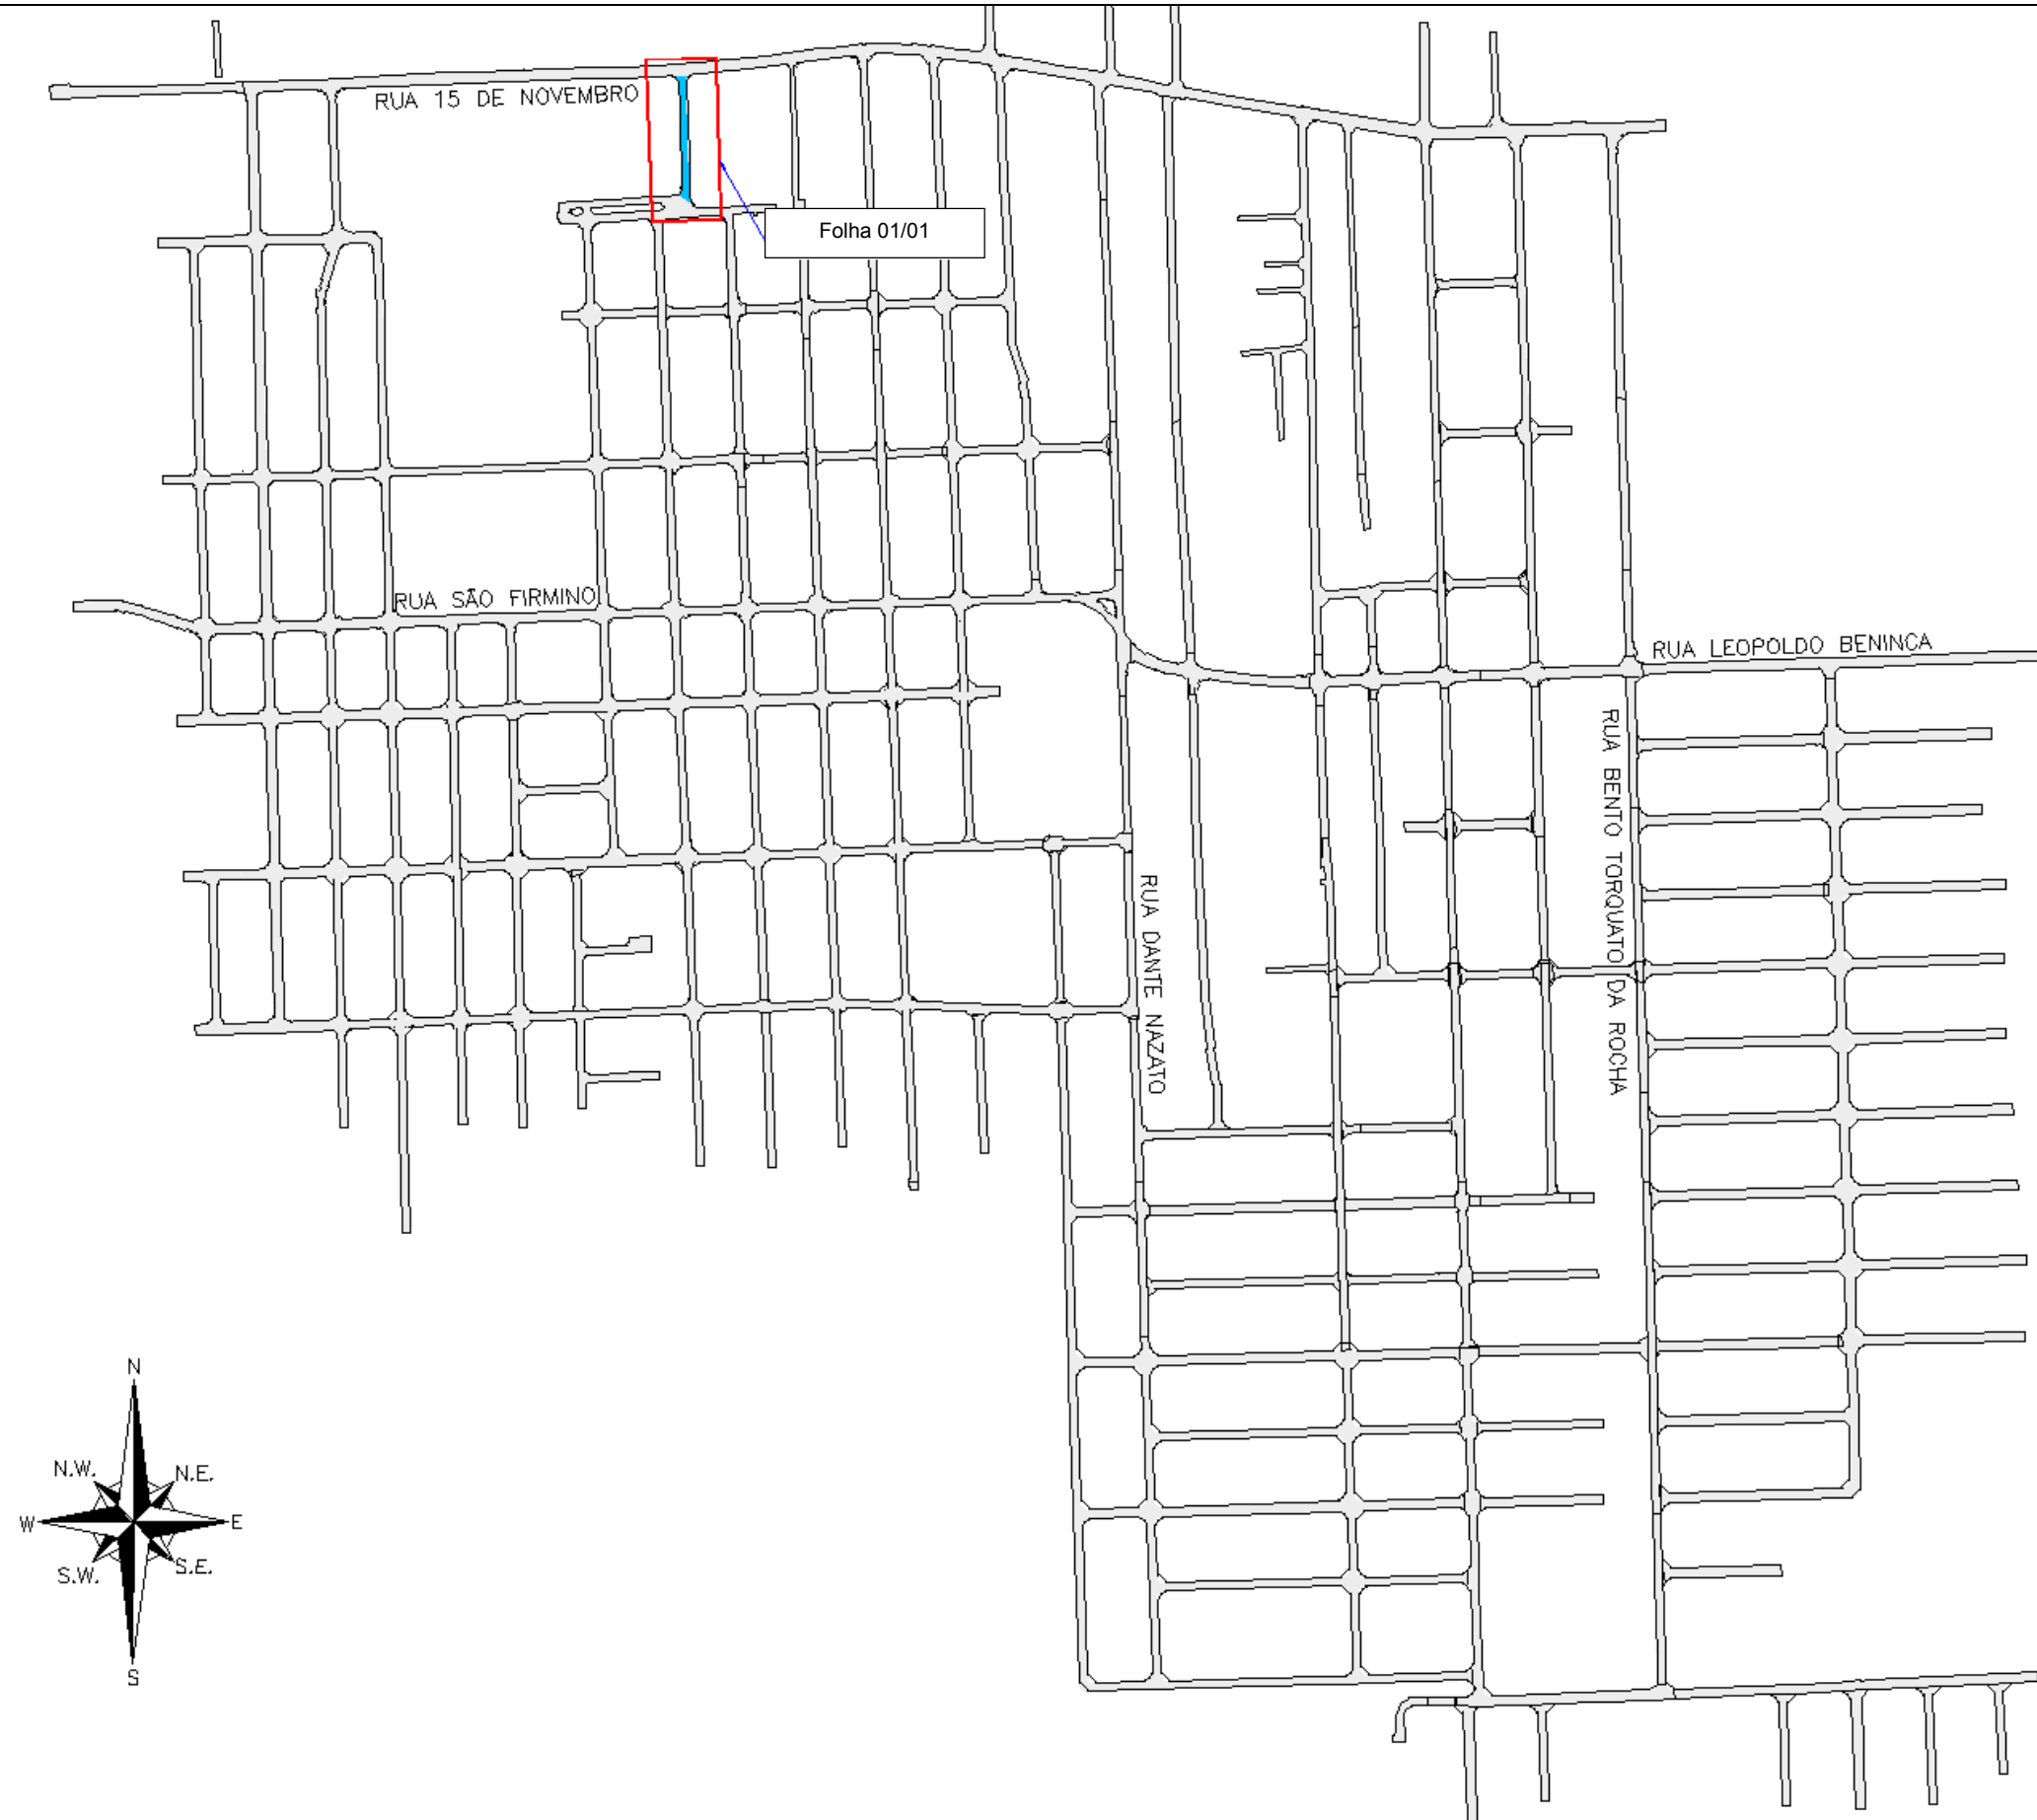 RUA 15 DE NOVEMBRO
Folha 01/01
RUA SÃO FIRMINO
RUA LEOPOLDO BENINCA
RUA BENTO TORQUATO DA ROCHA
RUA DANTE NAZATO
N
N.W.
N.E.
W
E
S.W.
S.E.
S